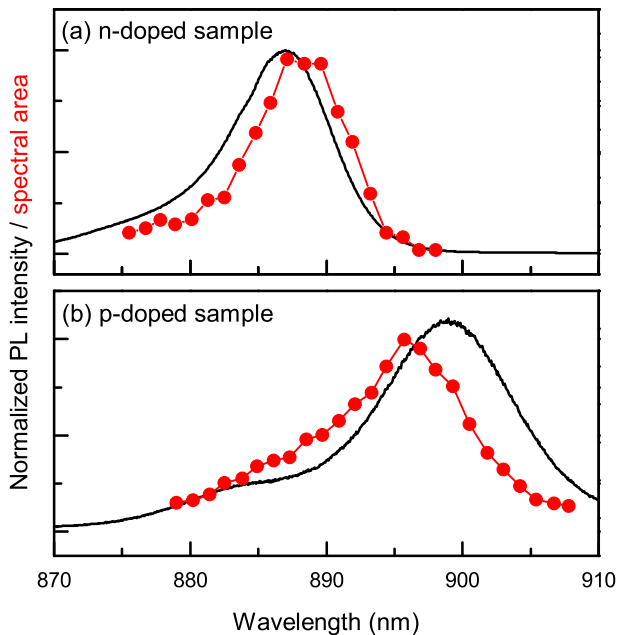 (a) n-doped sample
Normalized PL intensity / spectral area
(b) p-doped sample
870 880 890 900 910
Wavelength (nm)